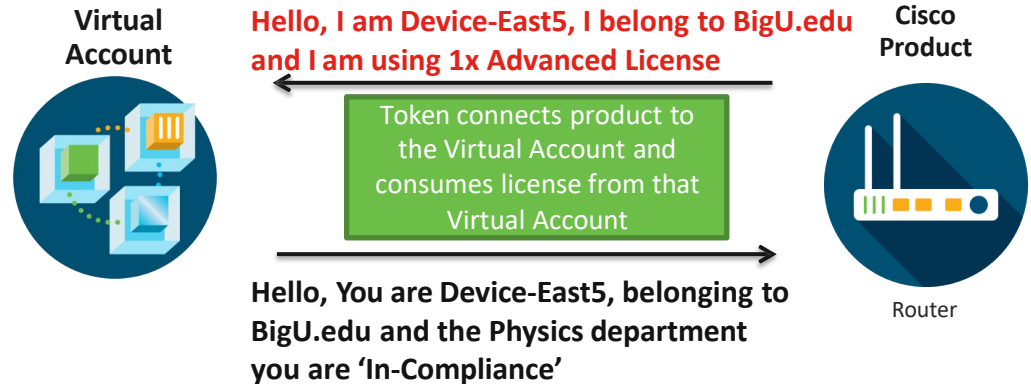 Virtual
Account
Hello, I am Device-East5, I belong to BigU.edu
and I am using 1x Advanced License
Cisco
Product
Token connects product to
the Virtual Account and
consumes license from that
Virtual Account
Hello, You are Device-East5, belonging to
BigU.edu and the Physics department
you are ‘In-Compliance’
Router